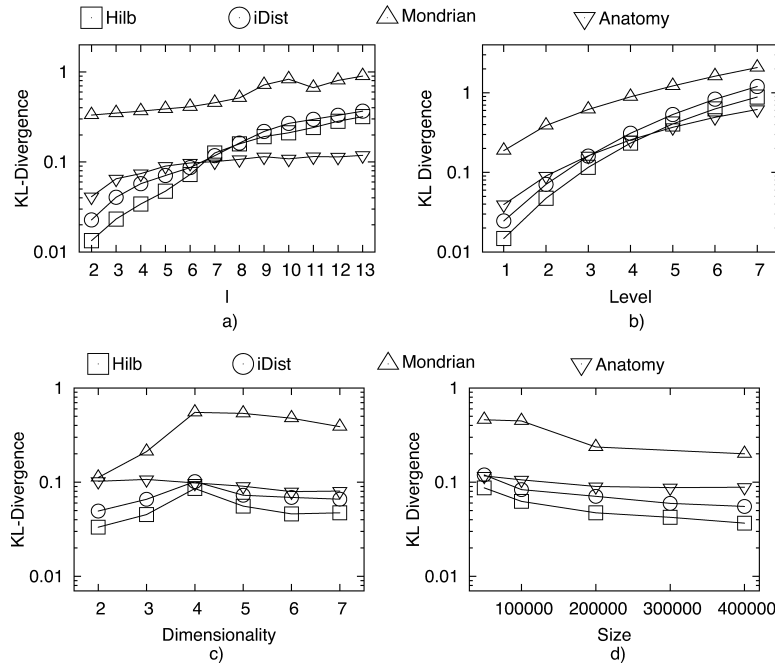 Hilb iDist Mondrian Anatomy
1 1
0.1 0.1
0.01 0.01
KL-Divergence KL Divergence
2 3 4 5 6 7 8 9 10 11 12 13 1 2 3 4 5 6 7
l Level
a) b)
Hilb iDist Mondrian Anatomy
1 1
0.1 0.1
0.01 0.01
KL-Divergence KL Divergence
2 3 4 5 6 7 100000 200000 300000 400000
Dimensionality Size
c) d)